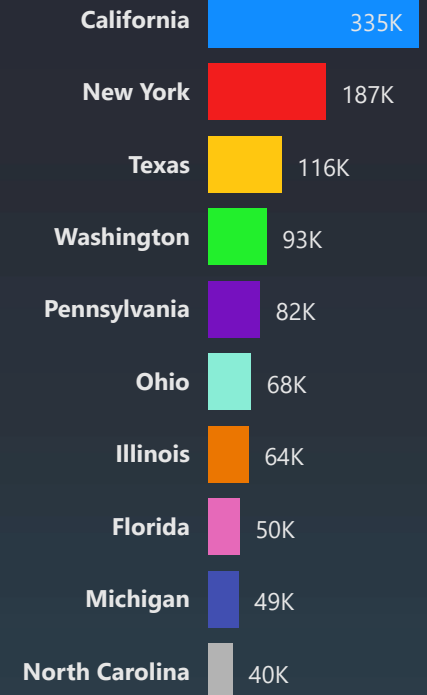 California 335K
New York 187K
Texas 116K
Washington 93K
Pennsylvania 82K
Ohio 68K
Illinois 64K
Florida 50K
Michigan 49K
North Carolina 40K